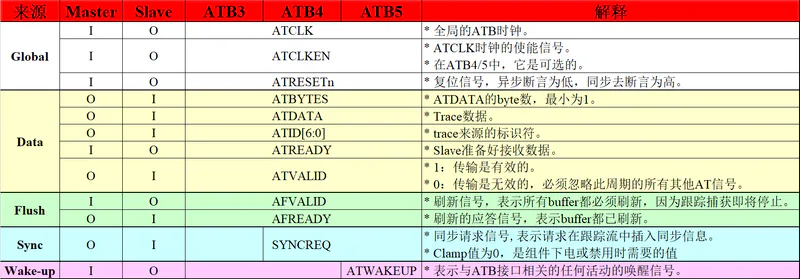 来源 Master Slave ATB3 ATB4 ATB5 解释
Global I O ATCLK * 全局的ATB时钟。
I O ATCLKEN * ATCLK时钟的使能信号。
* 在ATB4/5中，它是可选的。
I O ATRESETn * 复位信号，异步断言为低，同步去断言为高。
Data O I ATBYTES * ATDATA的byte数，最小为1。
O I ATDATA * Trace数据。
O I ATID[6:0] * trace来源的标识符。
I O ATREADY * Slave准备好接收数据。
O I ATVALID * 1：传输是有效的。
* 0：传输是无效的，必须忽略此周期的所有其他AT信号。
Flush I O AFVALID * 刷新信号，表示所有buffer都必须刷新，因为跟踪捕获即将停止。
O I AFREADY * 刷新的应答信号，表示buffer都已刷新。
Sync O I SYNCREQ * 同步请求信号,表示请求在跟踪流中插入同步信息。
* Clamp值为0，是组件下电或禁用时需要的值
Wake-up I O ATWAKEUP * 表示与ATB接口相关的任何活动的唤醒信号。